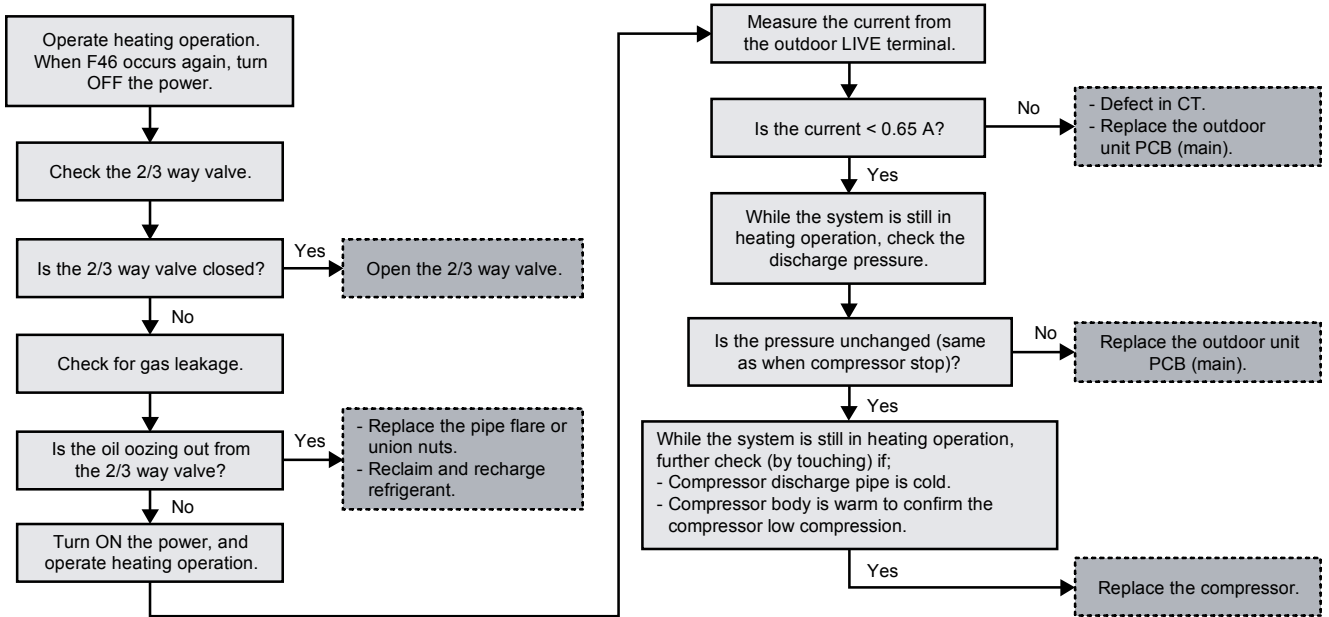 Operate heating operation.
When F46 occurs again, turn
OFF the power.
Check the 2/3 way valve.
Is the 2/3 way valve closed?
Yes
Open the 2/3 way valve.
No
Check for gas leakage.
Is the oil oozing out from
the 2/3 way valve?
Yes
- Replace the pipe flare or
union nuts.
- Reclaim and recharge
refrigerant.
No
Turn ON the power, and
operate heating operation.
Measure the current from
the outdoor LIVE terminal.
Is the current < 0.65 A?
No
- Defect in CT.
- Replace the outdoor
unit PCB (main).
Yes
While the system is still in
heating operation, check the
discharge pressure.
Is the pressure unchanged (same
as when compressor stop)?
No
Replace the outdoor unit
PCB (main).
Yes
While the system is still in heating operation,
further check (by touching) if;
- Compressor discharge pipe is cold.
- Compressor body is warm to confirm the
compressor low compression.
Yes
Replace the compressor.